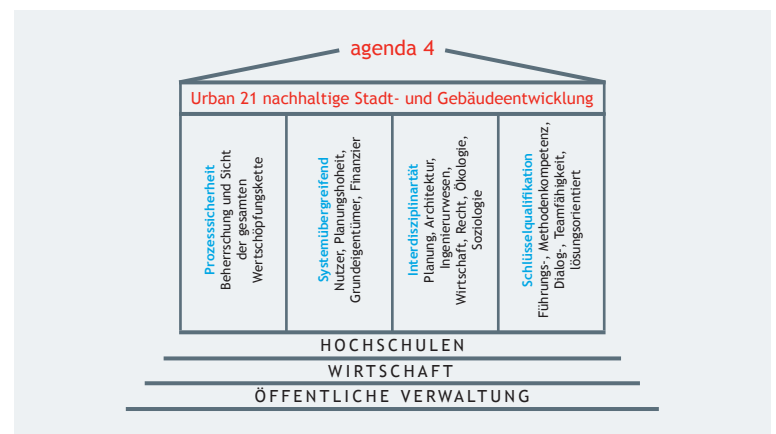 agenda 4
Urban 21 nachhaltige Stadt- und Gebäudeentwicklung
Prozesssicherheit
Beherrschung und Sicht
der gesamten
Wertschöpfungskette
Systemübergreifend
Nutzer, Planungshoheit,
Grundeigentümer, Finanzier
Interdisziplinartät
Planung, Architektur,
Ingenierurwesen,
Wirtschaft, Recht, Ökologie,
Soziologie
Schlüsselqualifikation
Führungs-, Methodenkompetenz,
Dialog-, Teamfähigkeit,
lösungsorientiert
HOCHSCHULEN
WIRTSCHAFT
ÖFFENTLICHE VERWALTUNG